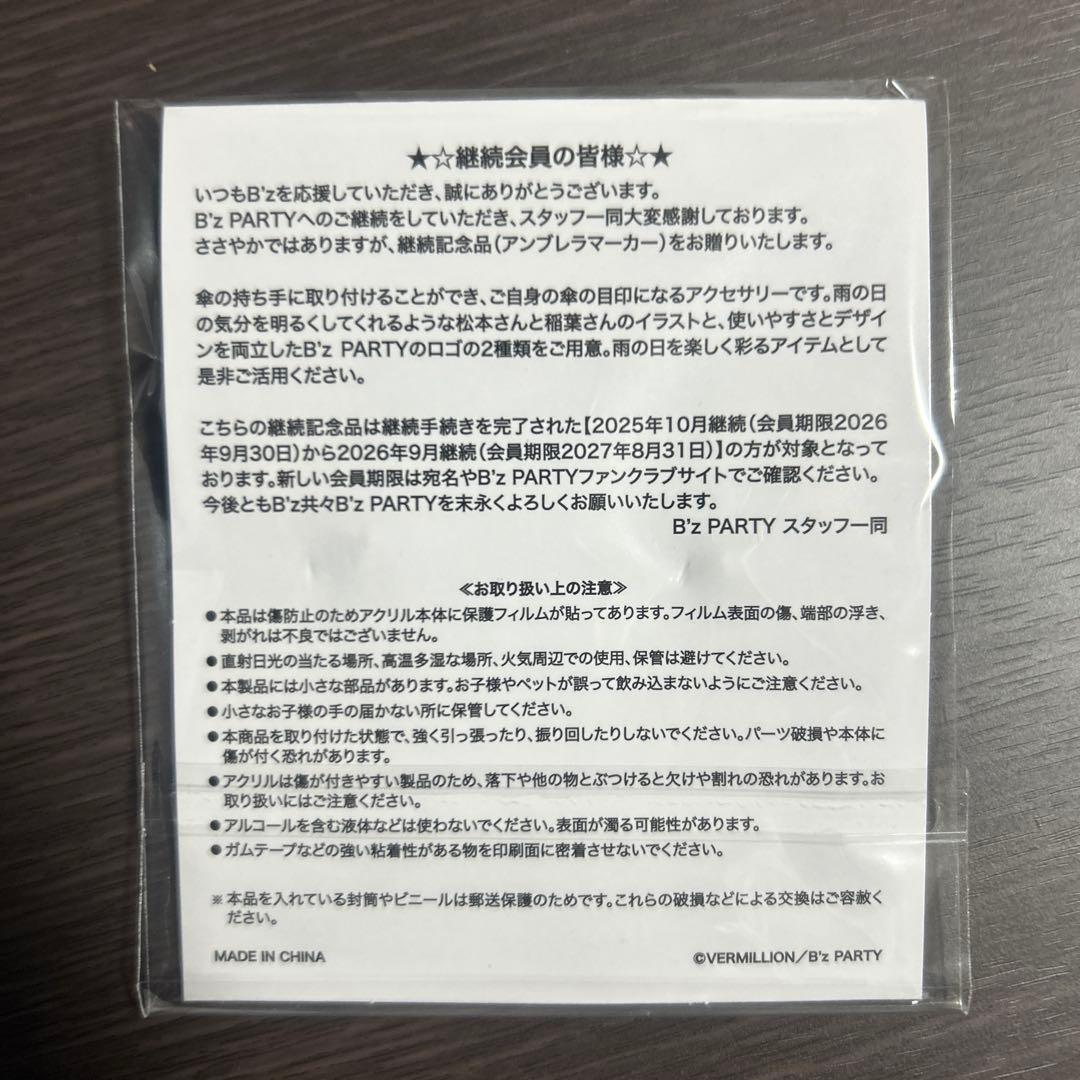 ★☆継続会員の皆様☆★
いつもB'zを応援していただき、誠にありがとうございます。
B'z PARTYへのご継続をしていただき、スタッフ一同大変感謝しております。
ささやかではありますが、継続記念品(アンブレラマーカー)をお贈りいたします。
傘の持ち手に取り付けることができ、ご自身の傘の目印になるアクセサリーです。雨の日
の気分を明るくしてくれるような松本さんと稲葉さんのイラストと、使いやすさとデザイ
ンを両立したB'z PARTYのロゴの2種類をご用意。雨の日を楽しく彩るアイテムとして
是非ご活用ください。
こちらの継続記念品は継続手続きを完了された【2025年10月継続(会員期限2026
年9月30日)から2026年9月継続(会員期限2027年8月31日)】の方が対象となって
おります。新しい会員期限は宛名やB'z PARTYファンクラブサイトでご確認ください。
今後ともB'z共々B'z PARTYを末永くよろしくお願いいたします。
B'z PARTY スタッフ一同
≪お取り扱い上の注意≫
●本品は傷防止のためアクリル本体に保護フィルムが貼ってあります。フィルム表面の傷、端部の浮き、
剥がれは不良ではございません。
●直射日光の当たる場所、高温多湿な場所、火気周辺での使用、保管は避けてください。
●本製品には小さな部品があります。お子様やペットが誤って飲み込まないようにご注意ください。
●小さなお子様の手の届かない所に保管してください。
●本商品を取り付けた状態で、強く引っ張ったり、振り回したりしないでください。パーツ破損や本体に
傷が付く恐れがあります。
●アクリルは傷が付きやすい製品のため、落下や他の物とぶつけると欠けや割れの恐れがあります。お
取り扱いにはご注意ください。
●アルコールを含む液体などは使わないでください。表面が濁る可能性があります。
●ガムテープなどの強い粘着性がある物を印刷面に密着させないでください。
※本品を入れている封筒やビニールは郵送保護のためです。これらの破損などによる交換はご容赦く
ださい。
MADE IN CHINA
©VERMILLION/B'z PARTY